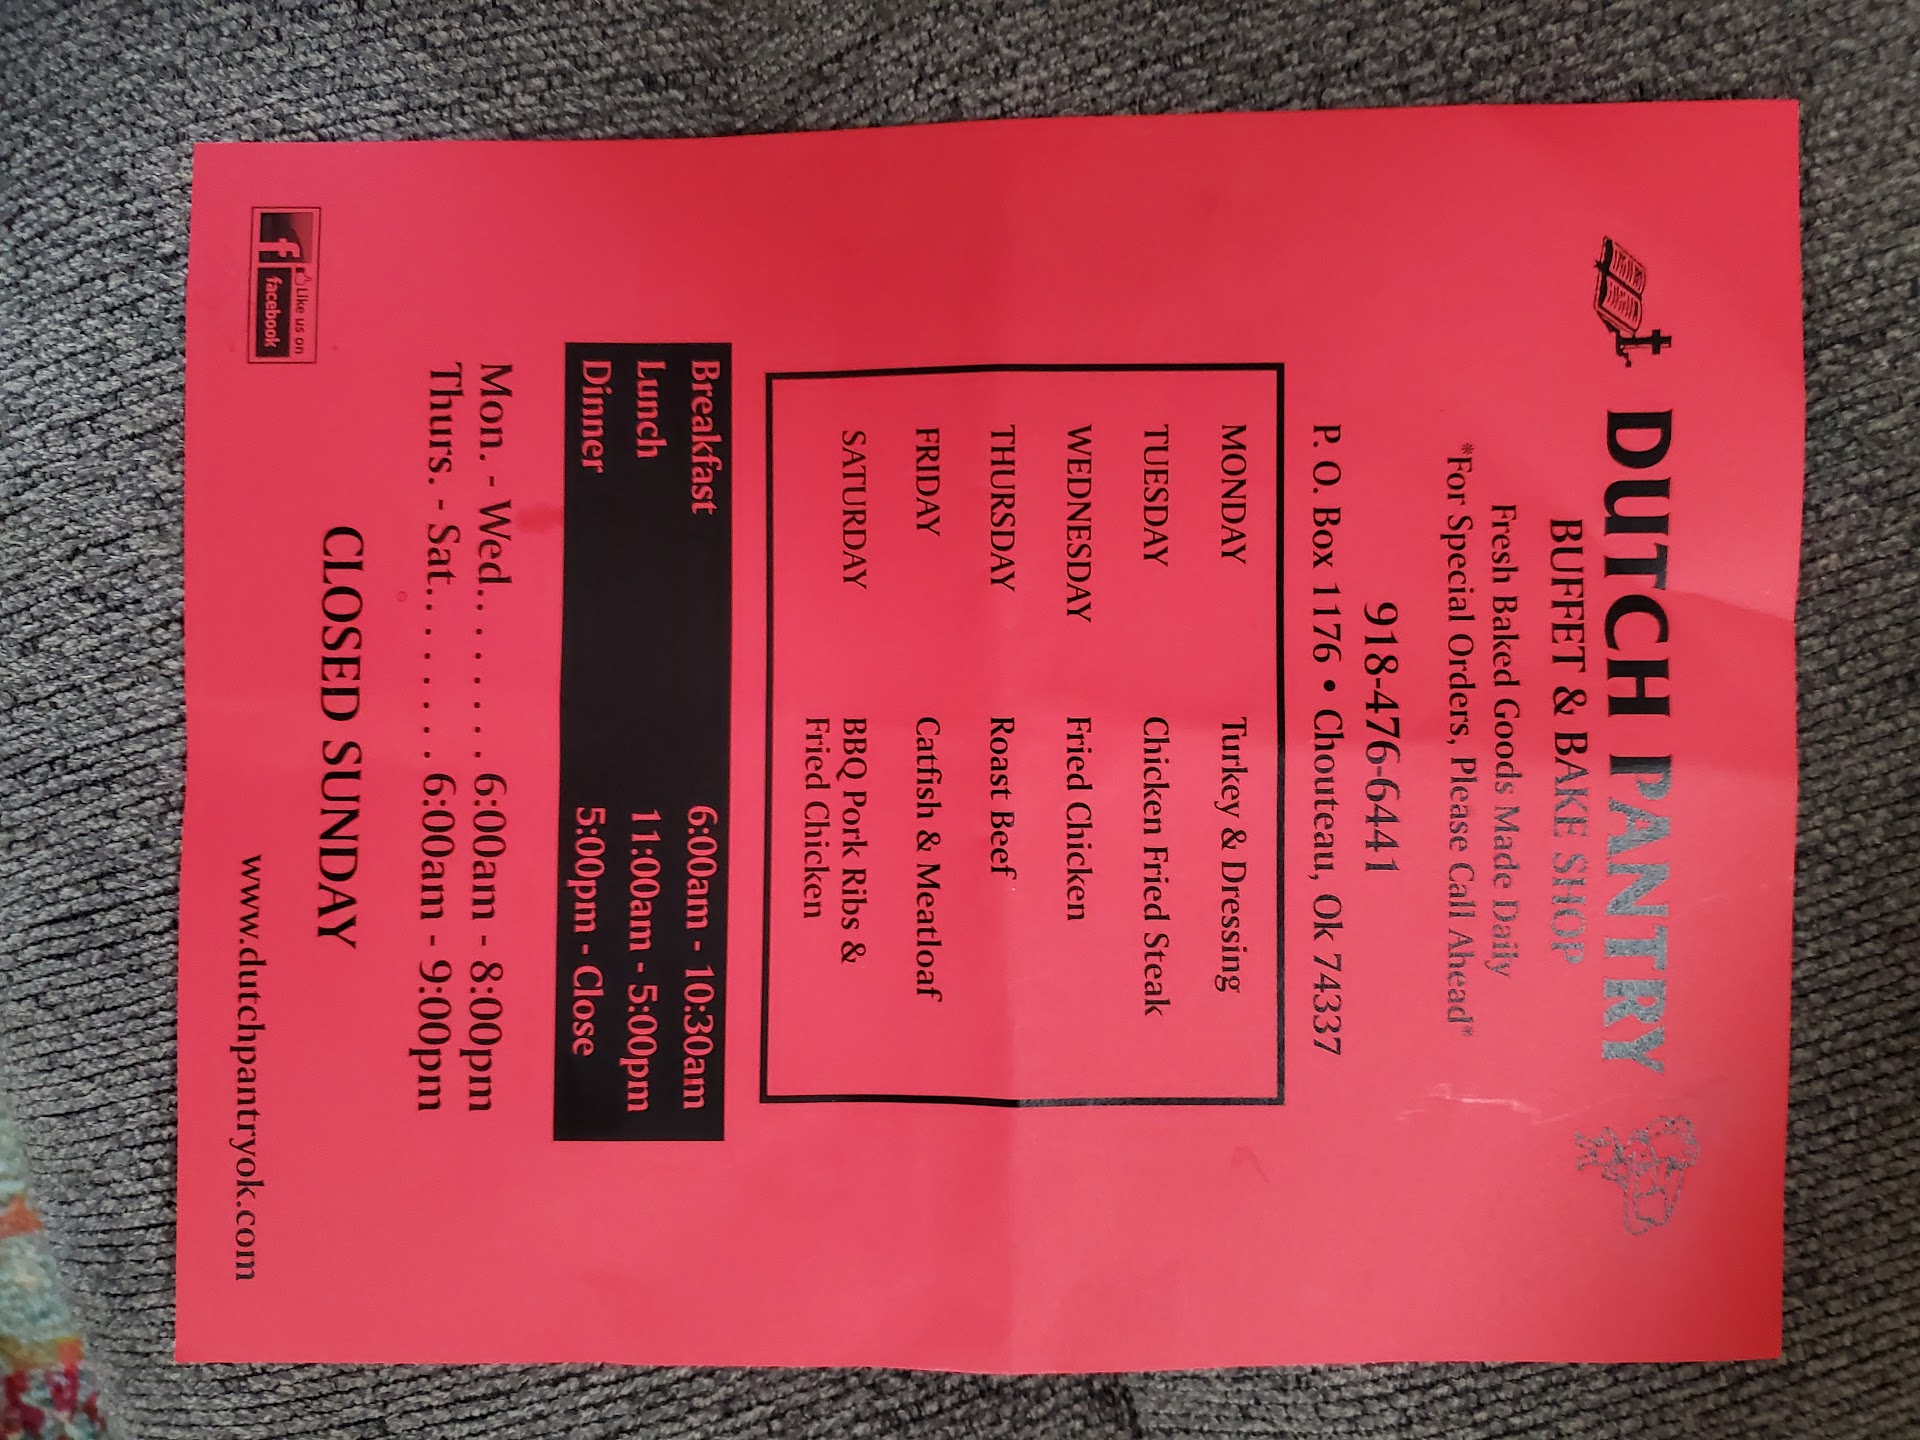 DUTCH PANTRY
BUFFET & BAKE SHOP
Fresh Baked Goods Made Daily
*For Special Orders, Please Call Ahead*
918-476-6441
P. O. Box 1176 • Chouteau, Ok 74337
MONDAY Turkey & Dressing
TUESDAY Chicken Fried Steak
WEDNESDAY Fried Chicken
THURSDAY Roast Beef
FRIDAY Catfish & Meatloaf
SATURDAY BBQ Pork Ribs &
Fried Chicken
Breakfast 6:00am - 10:30am
Lunch 11:00am - 5:00pm
Dinner 5:00pm - Close
Mon. - Wed. . . . . . . . . 6:00am - 8:00pm
Thurs. - Sat. . . . . . . . . 6:00am - 9:00pm
CLOSED SUNDAY
Like us on
facebook
www.dutchpantryok.com